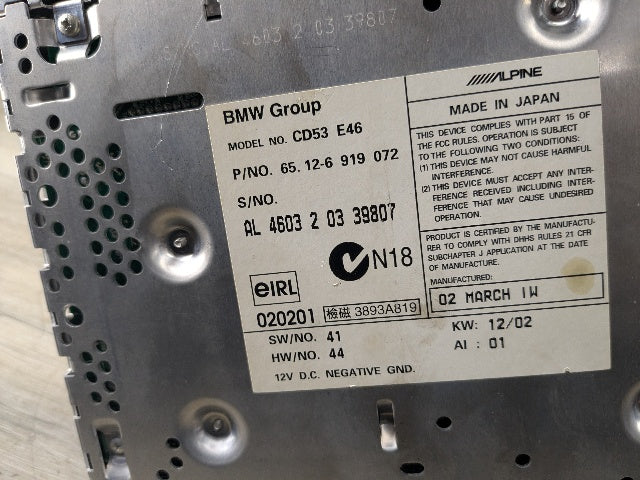 S/NO. AL 4603 2 03 39807
BMW Group
MODEL NO. CD53 E46
P/NO. 65.12-6 919 072
S/NO.
AL 4603 2 03 39807
N18
eIRL
020201 檢磁 3893A819
SW/NO. 41
HW/NO. 44
12V D.C. NEGATIVE GND.
ALPINE
MADE IN JAPAN
THIS DEVICE COMPLIES WITH PART 15 OF
THE FCC RULES. OPERATION IS SUBJECT
TO THE FOLLOWING TWO CONDITIONS:
(1) THIS DEVICE MAY NOT CAUSE HARMFUL
INTERFERENCE.
(2) THIS DEVICE MUST ACCEPT ANY INTER-
FERENCE RECEIVED INCLUDING INTER-
FERENCE THAT MAY CAUSE UNDESIRED
OPERATION.
PRODUCT IS CERTIFIED BY THE MANUFACTU-
RER TO COMPLY WITH DHHS RULES 21 CFR
SUBCHAPTER J APPLICATION AT THE DATE
OF MANUFACTURE.
MANUFACTURED:
02 MARCH 1W
KW: 12/02
AI : 01